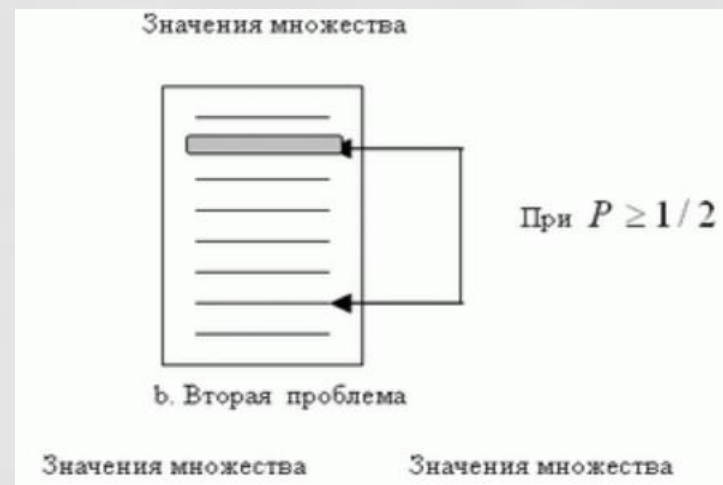 Значения множества
При P ≥ 1/2
b. Вторая проблема
Значения множества Значения множества